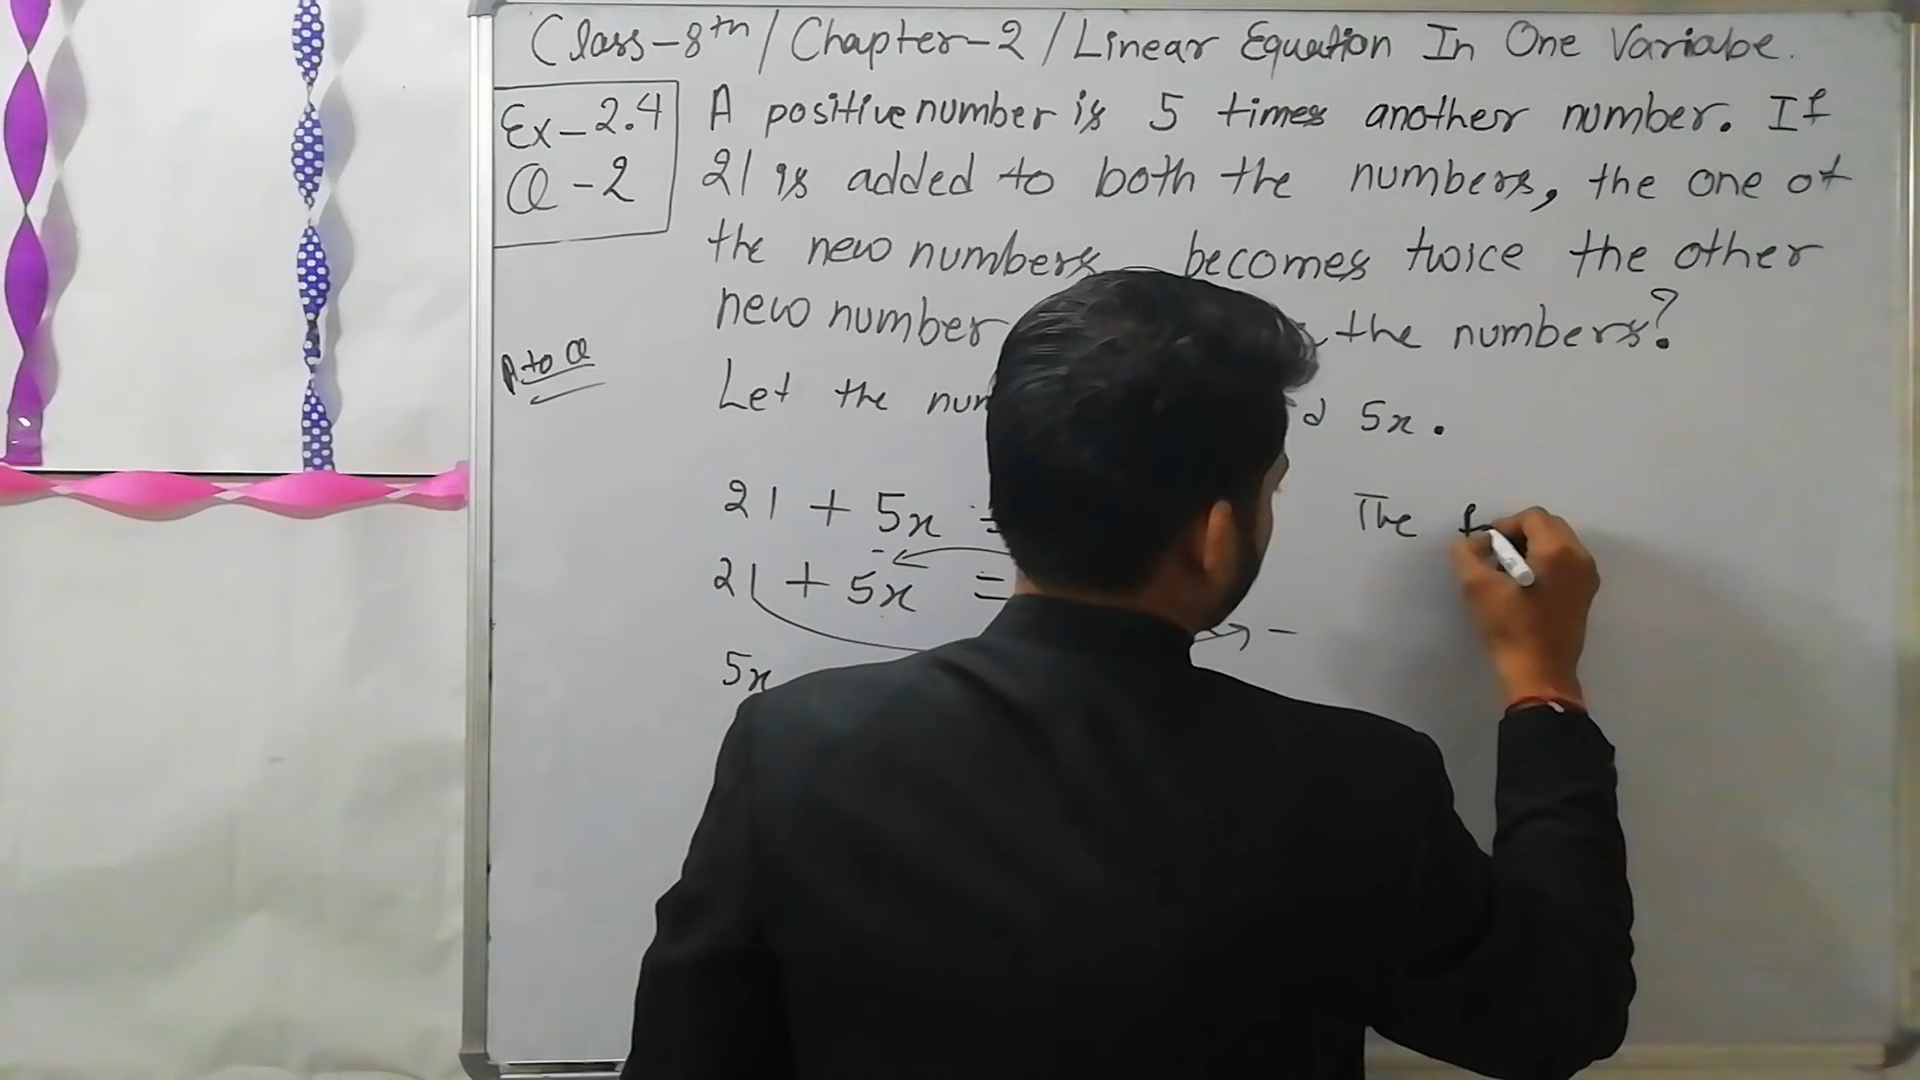 Class-8th/Chapter-2/Linear Equation In One Variabe.
Ex-2.4
Q-2
A positive number is 5 times another number. If
21 is added to both the numbers, the one of
the new numbers becomes twice the other
new number the numbers?
A to Q
Let the 5x.
21 + 5x =
21 + 5x =
5x
The